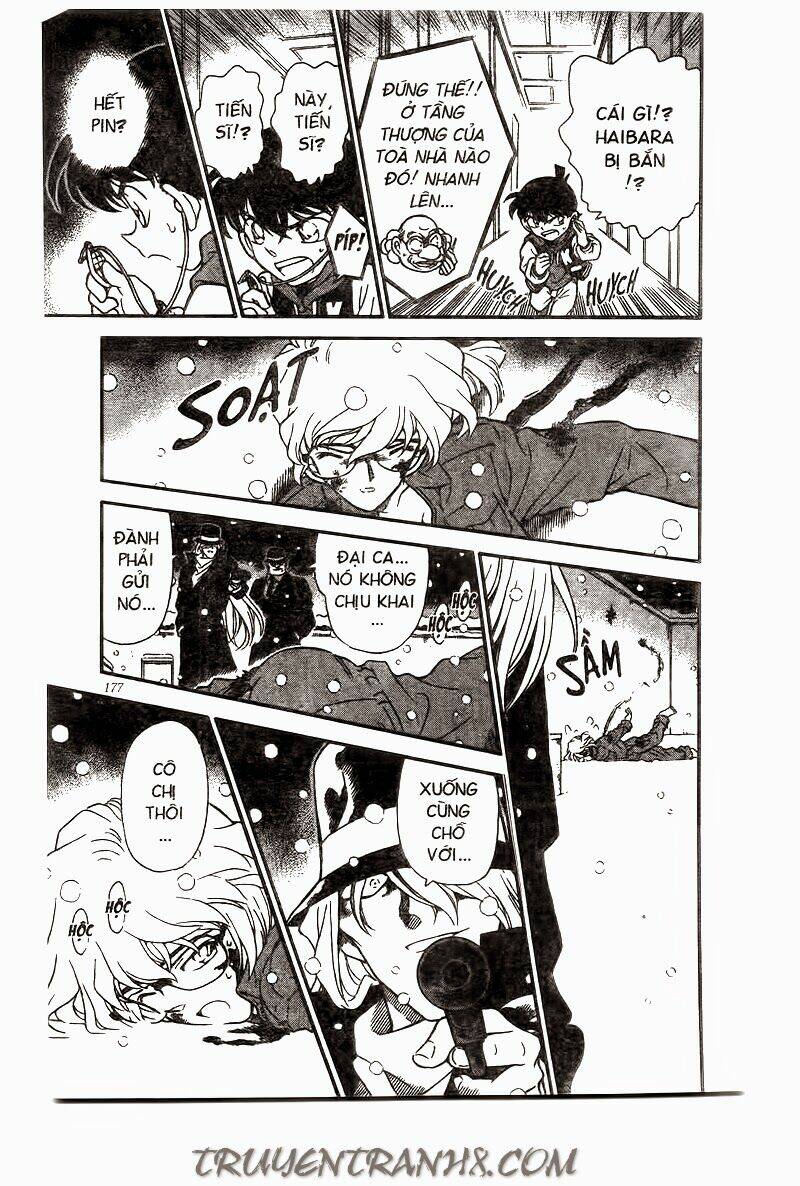 CÁI GÌ!?
HAIBARA
BỊ BẮN
!?
ĐÚNG THẾ!!
Ở TẦNG
THƯỢNG CỦA
TOÀ NHÀ NÀO
ĐÓ! NHANH
LÊN...
HUỴCH
HUỴCH
NÀY,
TIẾN
SĨ?
TIẾN
SĨ!?
PÍP!
HẾT
PIN?
SOẠT
SẦM
ĐẠI CA...
NÓ KHÔNG
CHỊU KHAI
...
HỘC
HỘC
ĐÀNH
PHẢI
GỬI
NÓ...
177
XUỐNG
CÙNG
CHỖ
VỚI...
CÔ
CHỊ
THÔI
...
HỘC
HỘC
TRUYENTRANH8.COM